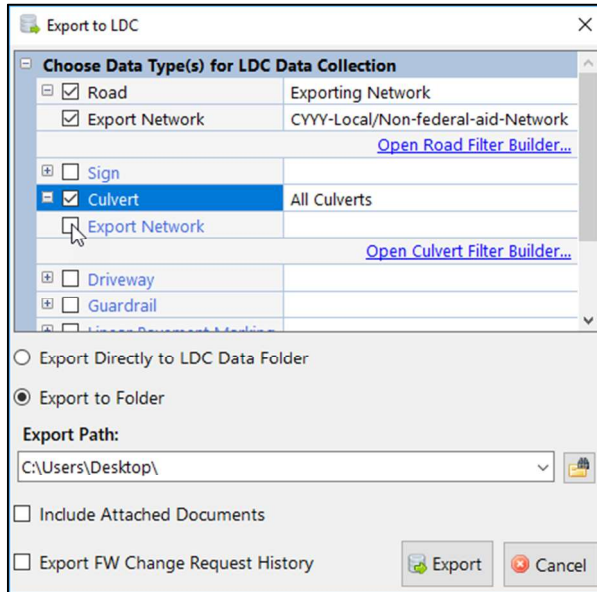 Export to LDC
Choose Data Type(s) for LDC Data Collection
Road Exporting Network
Export Network CYYY-Local/Non-federal-aid-Network
Open Road Filter Builder...
Sign
Culvert All Culverts
Export Network
Open Culvert Filter Builder...
Driveway
Guardrail
Linear Pavement Marking
Export Directly to LDC Data Folder
Export to Folder
Export Path:
C:\Users\Desktop\
Include Attached Documents
Export FW Change Request History Export Cancel